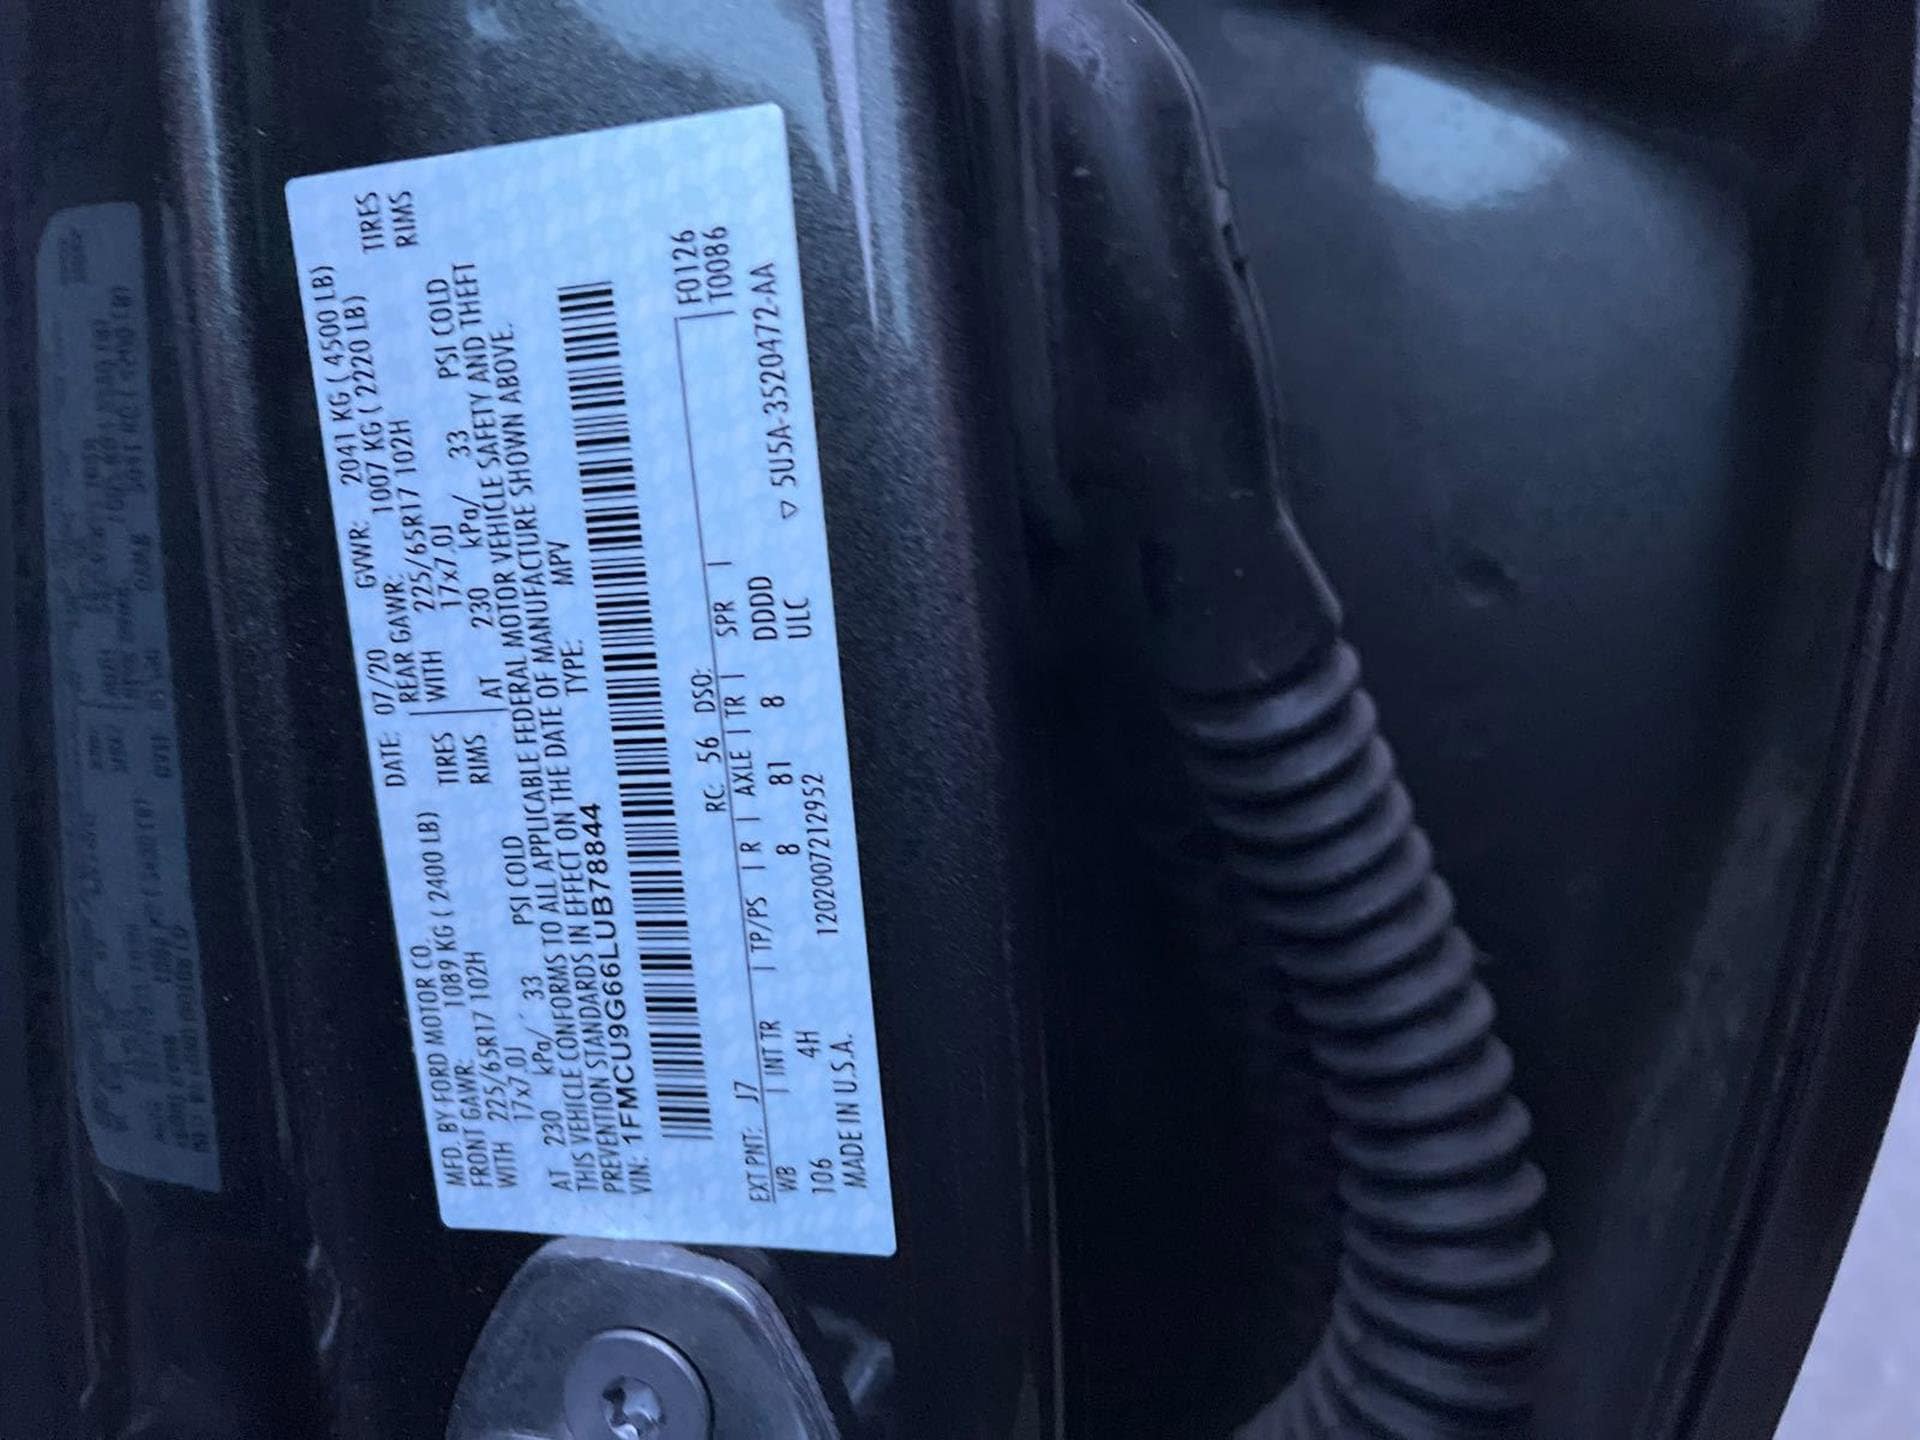 MFD. BY FORD MOTOR CO. DATE: 07/20 GVWR: 2041 KG ( 4500 LB)
FRONT GAWR: 1089 KG ( 2400 LB) REAR GAWR: 1007 KG ( 2220 LB)
WITH 225/65R17 102H TIRES WITH 225/65R17 102H TIRES
17x7.0J RIMS 17x7.0J RIMS
AT 230 kPa/ 33 PSI COLD AT 230 kPa/ 33 PSI COLD
THIS VEHICLE CONFORMS TO ALL APPLICABLE FEDERAL MOTOR VEHICLE SAFETY AND THEFT
PREVENTION STANDARDS IN EFFECT ON THE DATE OF MANUFACTURE SHOWN ABOVE.
VIN: 1FMCU9G66LUB78844 TYPE: MPV
F0126
T0086
EXT PNT: J7 RC: 56 DSO:
WB INT TR TP/PS R AXLE TR SPR
106 4H 8 81 8 DDDD
ULC
MADE IN U.S.A. 120200721 2952 ▽ 5U5A-3520472-AA